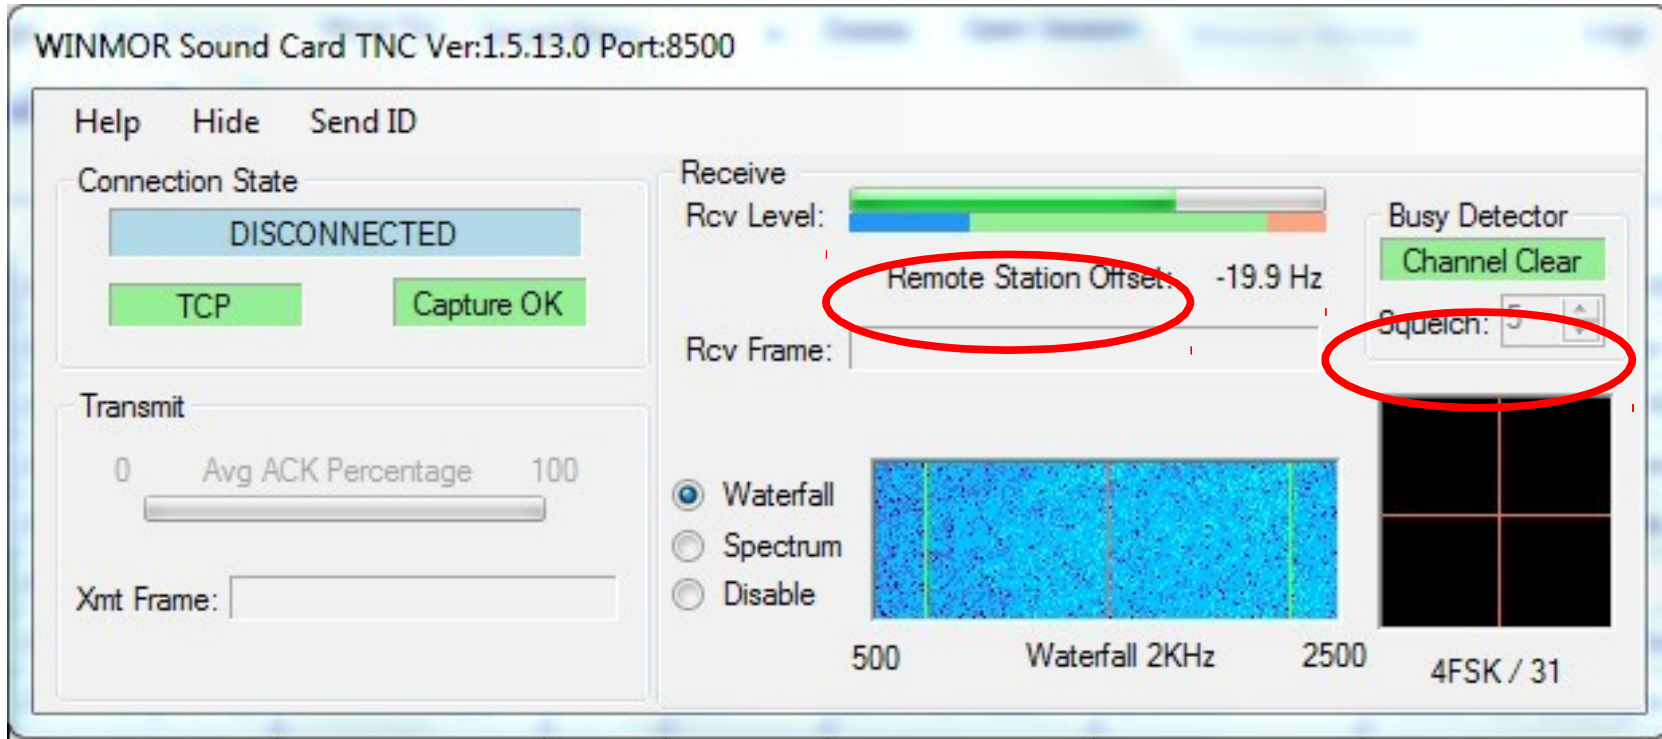 WINMOR Sound Card TNC Ver:1.5.13.0 Port:8500
Help Hide Send ID
Connection State
DISCONNECTED
TCP Capture OK
Transmit
0 Avg ACK Percentage 100
Xmt Frame:
Receive
Rcv Level:
Remote Station Offset: -19.9 Hz
Rcv Frame:
Waterfall
Spectrum
Disable
500 Waterfall 2KHz 2500
Busy Detector
Channel Clear
Squelch: 5
4FSK / 31